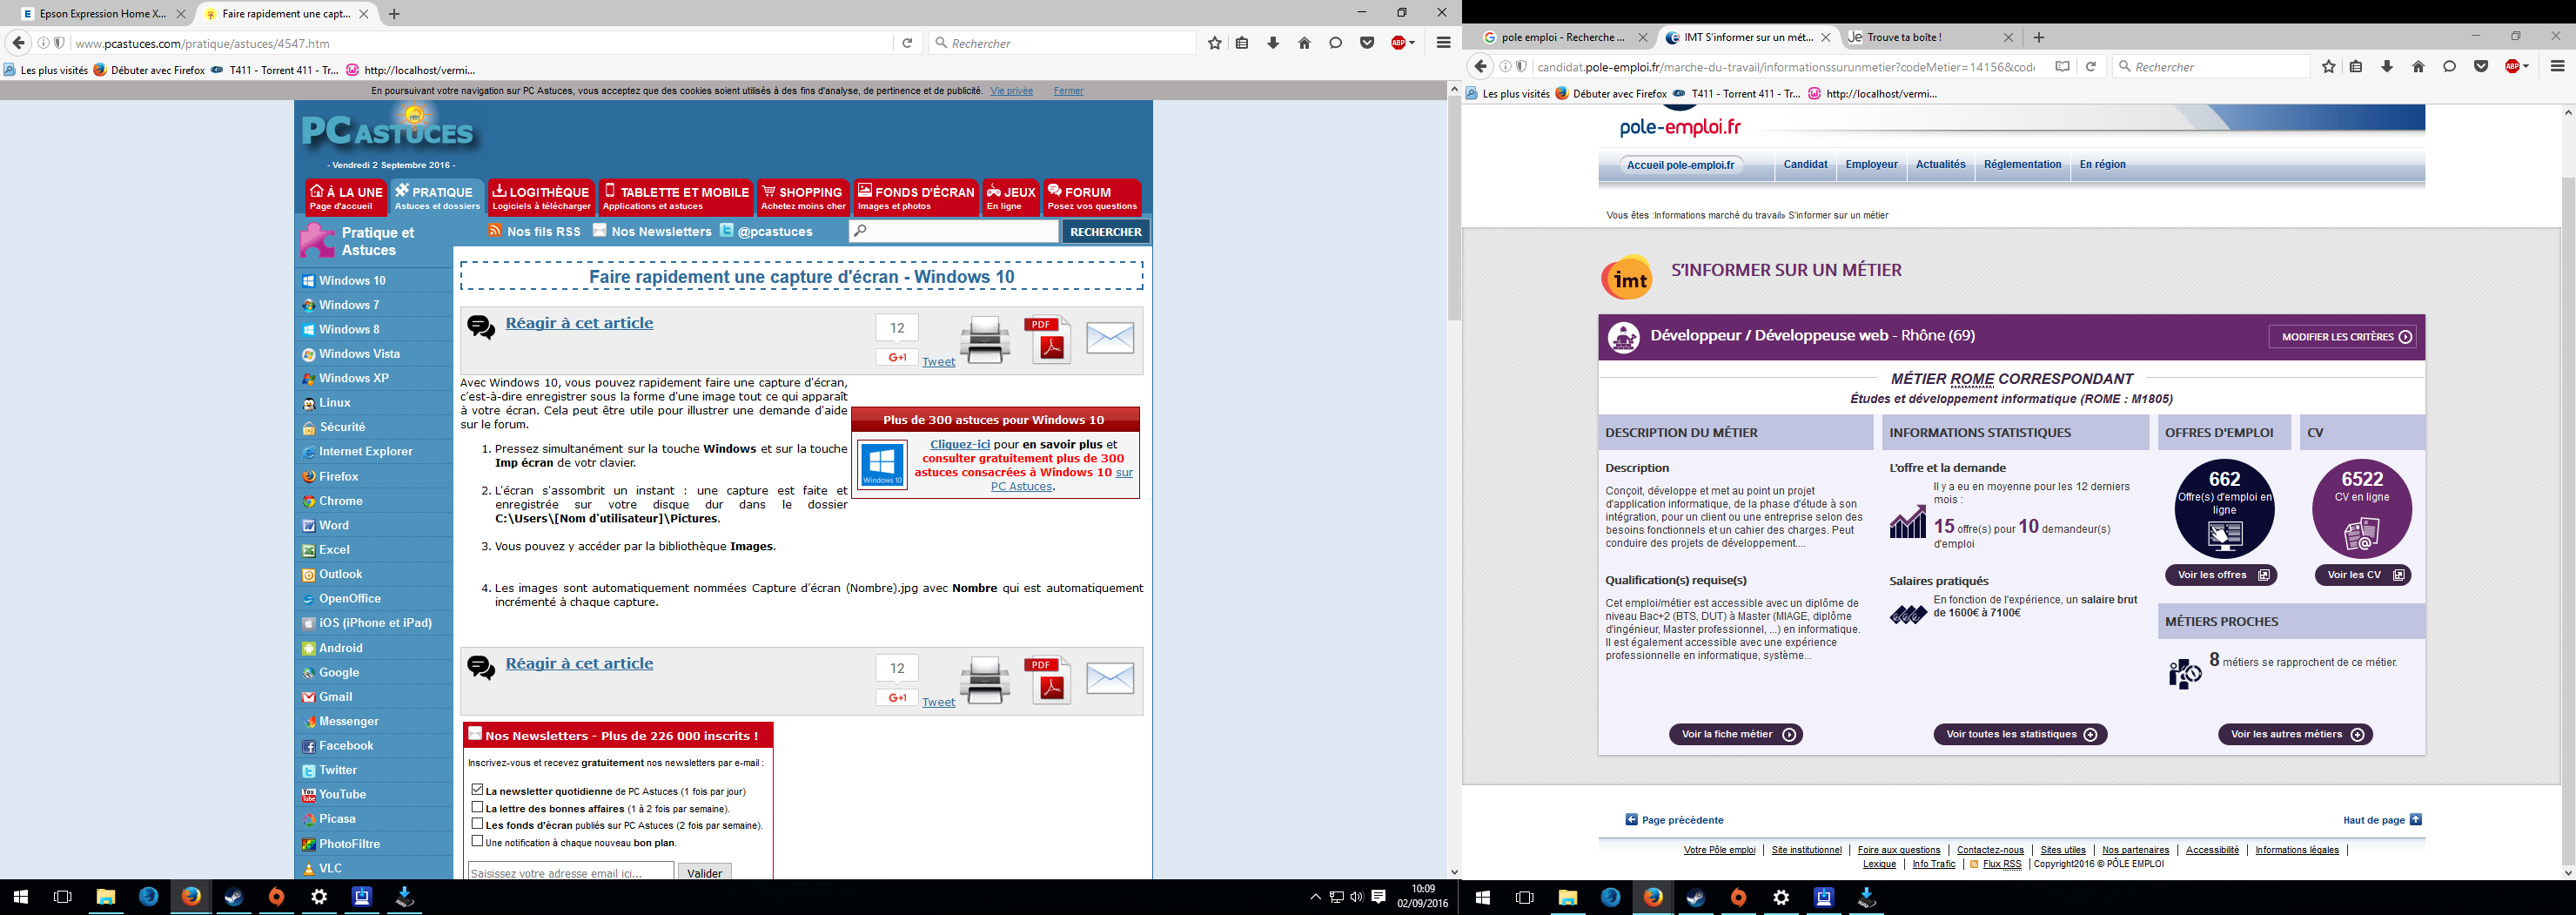 Epson Expression Home X...
Faire rapidement une capt...
www.pcastuces.com/pratique/astuces/4547.htm
Rechercher
Les plus visités
Débuter avec Firefox
T411 - Torrent 411 - Tr...
http://localhost/vermi...
En poursuivant votre navigation sur PC Astuces, vous acceptez que des cookies soient utilisés à des fins d'analyse, de pertinence et de publicité. Vie privée Fermer
PC ASTUCES
- Vendredi 2 Septembre 2016 -
À LA UNE
Page d'accueil
PRATIQUE
Astuces et dossiers
LOGITHÈQUE
Logiciels à télécharger
TABLETTE ET MOBILE
Applications et astuces
SHOPPING
Achetez moins cher
FONDS D'ÉCRAN
Images et photos
JEUX
En ligne
FORUM
Posez vos questions
Pratique et
Astuces
Nos fils RSS
Nos Newsletters
@pcastuces
RECHERCHER
Windows 10
Windows 7
Windows 8
Windows Vista
Windows XP
Linux
Sécurité
Internet Explorer
Firefox
Chrome
Word
Excel
Outlook
OpenOffice
iOS (iPhone et iPad)
Android
Google
Gmail
Messenger
Facebook
Twitter
YouTube
Picasa
PhotoFiltre
VLC
Faire rapidement une capture d'écran - Windows 10
Réagir à cet article
12
G+1
Tweet
PDF
Avec Windows 10, vous pouvez rapidement faire une capture d'écran,
c'est-à-dire enregistrer sous la forme d'une image tout ce qui apparaît
à votre écran. Cela peut être utile pour illustrer une demande d'aide
sur le forum.
Plus de 300 astuces pour Windows 10
Windows 10
Cliquez-ici pour en savoir plus et
consulter gratuitement plus de 300
astuces consacrées à Windows 10 sur
PC Astuces.
1. Pressez simultanément sur la touche Windows et sur la touche
Imp écran de votr clavier.
2. L'écran s'assombrit un instant : une capture est faite et
enregistrée sur votre disque dur dans le dossier
C:\Users\[Nom d'utilisateur]\Pictures.
3. Vous pouvez y accéder par la bibliothèque Images.
4. Les images sont automatiquement nommées Capture d'écran (Nombre).jpg avec Nombre qui est automatiquement
incrémenté à chaque capture.
Réagir à cet article
12
G+1
Tweet
PDF
Nos Newsletters - Plus de 226 000 inscrits !
Inscrivez-vous et recevez gratuitement nos newsletters par e-mail :
La newsletter quotidienne de PC Astuces (1 fois par jour)
La lettre des bonnes affaires (1 à 2 fois par semaine).
Les fonds d'écran publiés sur PC Astuces (2 fois par semaine).
Une notification à chaque nouveau bon plan.
Saisissez votre adresse email ici...
Valider
10:09
02/09/2016
pole emploi - Recherche ...
IMT S'informer sur un mét...
Je Trouve ta boîte !
candidat.pole-emploi.fr/marche-du-travail/informationssurunmetier?codeMetier=14156&code
Rechercher
ABP
Les plus visités
Débuter avec Firefox
T411 - Torrent 411 - Tr...
http://localhost/vermi...
pole-emploi.fr
Accueil pole-emploi.fr
Candidat
Employeur
Actualités
Réglementation
En région
Vous êtes :Informations marché du travail» S'informer sur un métier
imt
S'INFORMER SUR UN MÉTIER
Développeur / Développeuse web - Rhône (69)
MODIFIER LES CRITÈRES
MÉTIER ROME CORRESPONDANT
Études et développement informatique (ROME : M1805)
DESCRIPTION DU MÉTIER
Description
Conçoit, développe et met au point un projet
d'application informatique, de la phase d'étude à son
intégration, pour un client ou une entreprise selon des
besoins fonctionnels et un cahier des charges. Peut
conduire des projets de développement....
Qualification(s) requise(s)
Cet emploi/métier est accessible avec un diplôme de
niveau Bac+2 (BTS, DUT) à Master (MIAGE, diplôme
d'ingénieur, Master professionnel, ...) en informatique.
Il est également accessible avec une expérience
professionnelle en informatique, système...
Voir la fiche métier
INFORMATIONS STATISTIQUES
L'offre et la demande
Il y a eu en moyenne pour les 12 derniers
mois :
15 offre(s) pour 10 demandeur(s)
d'emploi
Salaires pratiqués
En fonction de l'expérience, un salaire brut
de 1600€ à 7100€
Voir toutes les statistiques
OFFRES D'EMPLOI
662
Offre(s) d'emploi en
ligne
Voir les offres
CV
6522
CV en ligne
Voir les CV
MÉTIERS PROCHES
8 métiers se rapprochent de ce métier.
Voir les autres métiers
Page précédente
Haut de page
Votre Pôle emploi | Site institutionnel | Foire aux questions | Contactez-nous | Sites utiles | Nos partenaires | Accessibilité | Informations légales |
Lexique | Info Trafic | Flux RSS | Copyright2016 © PÔLE EMPLOI